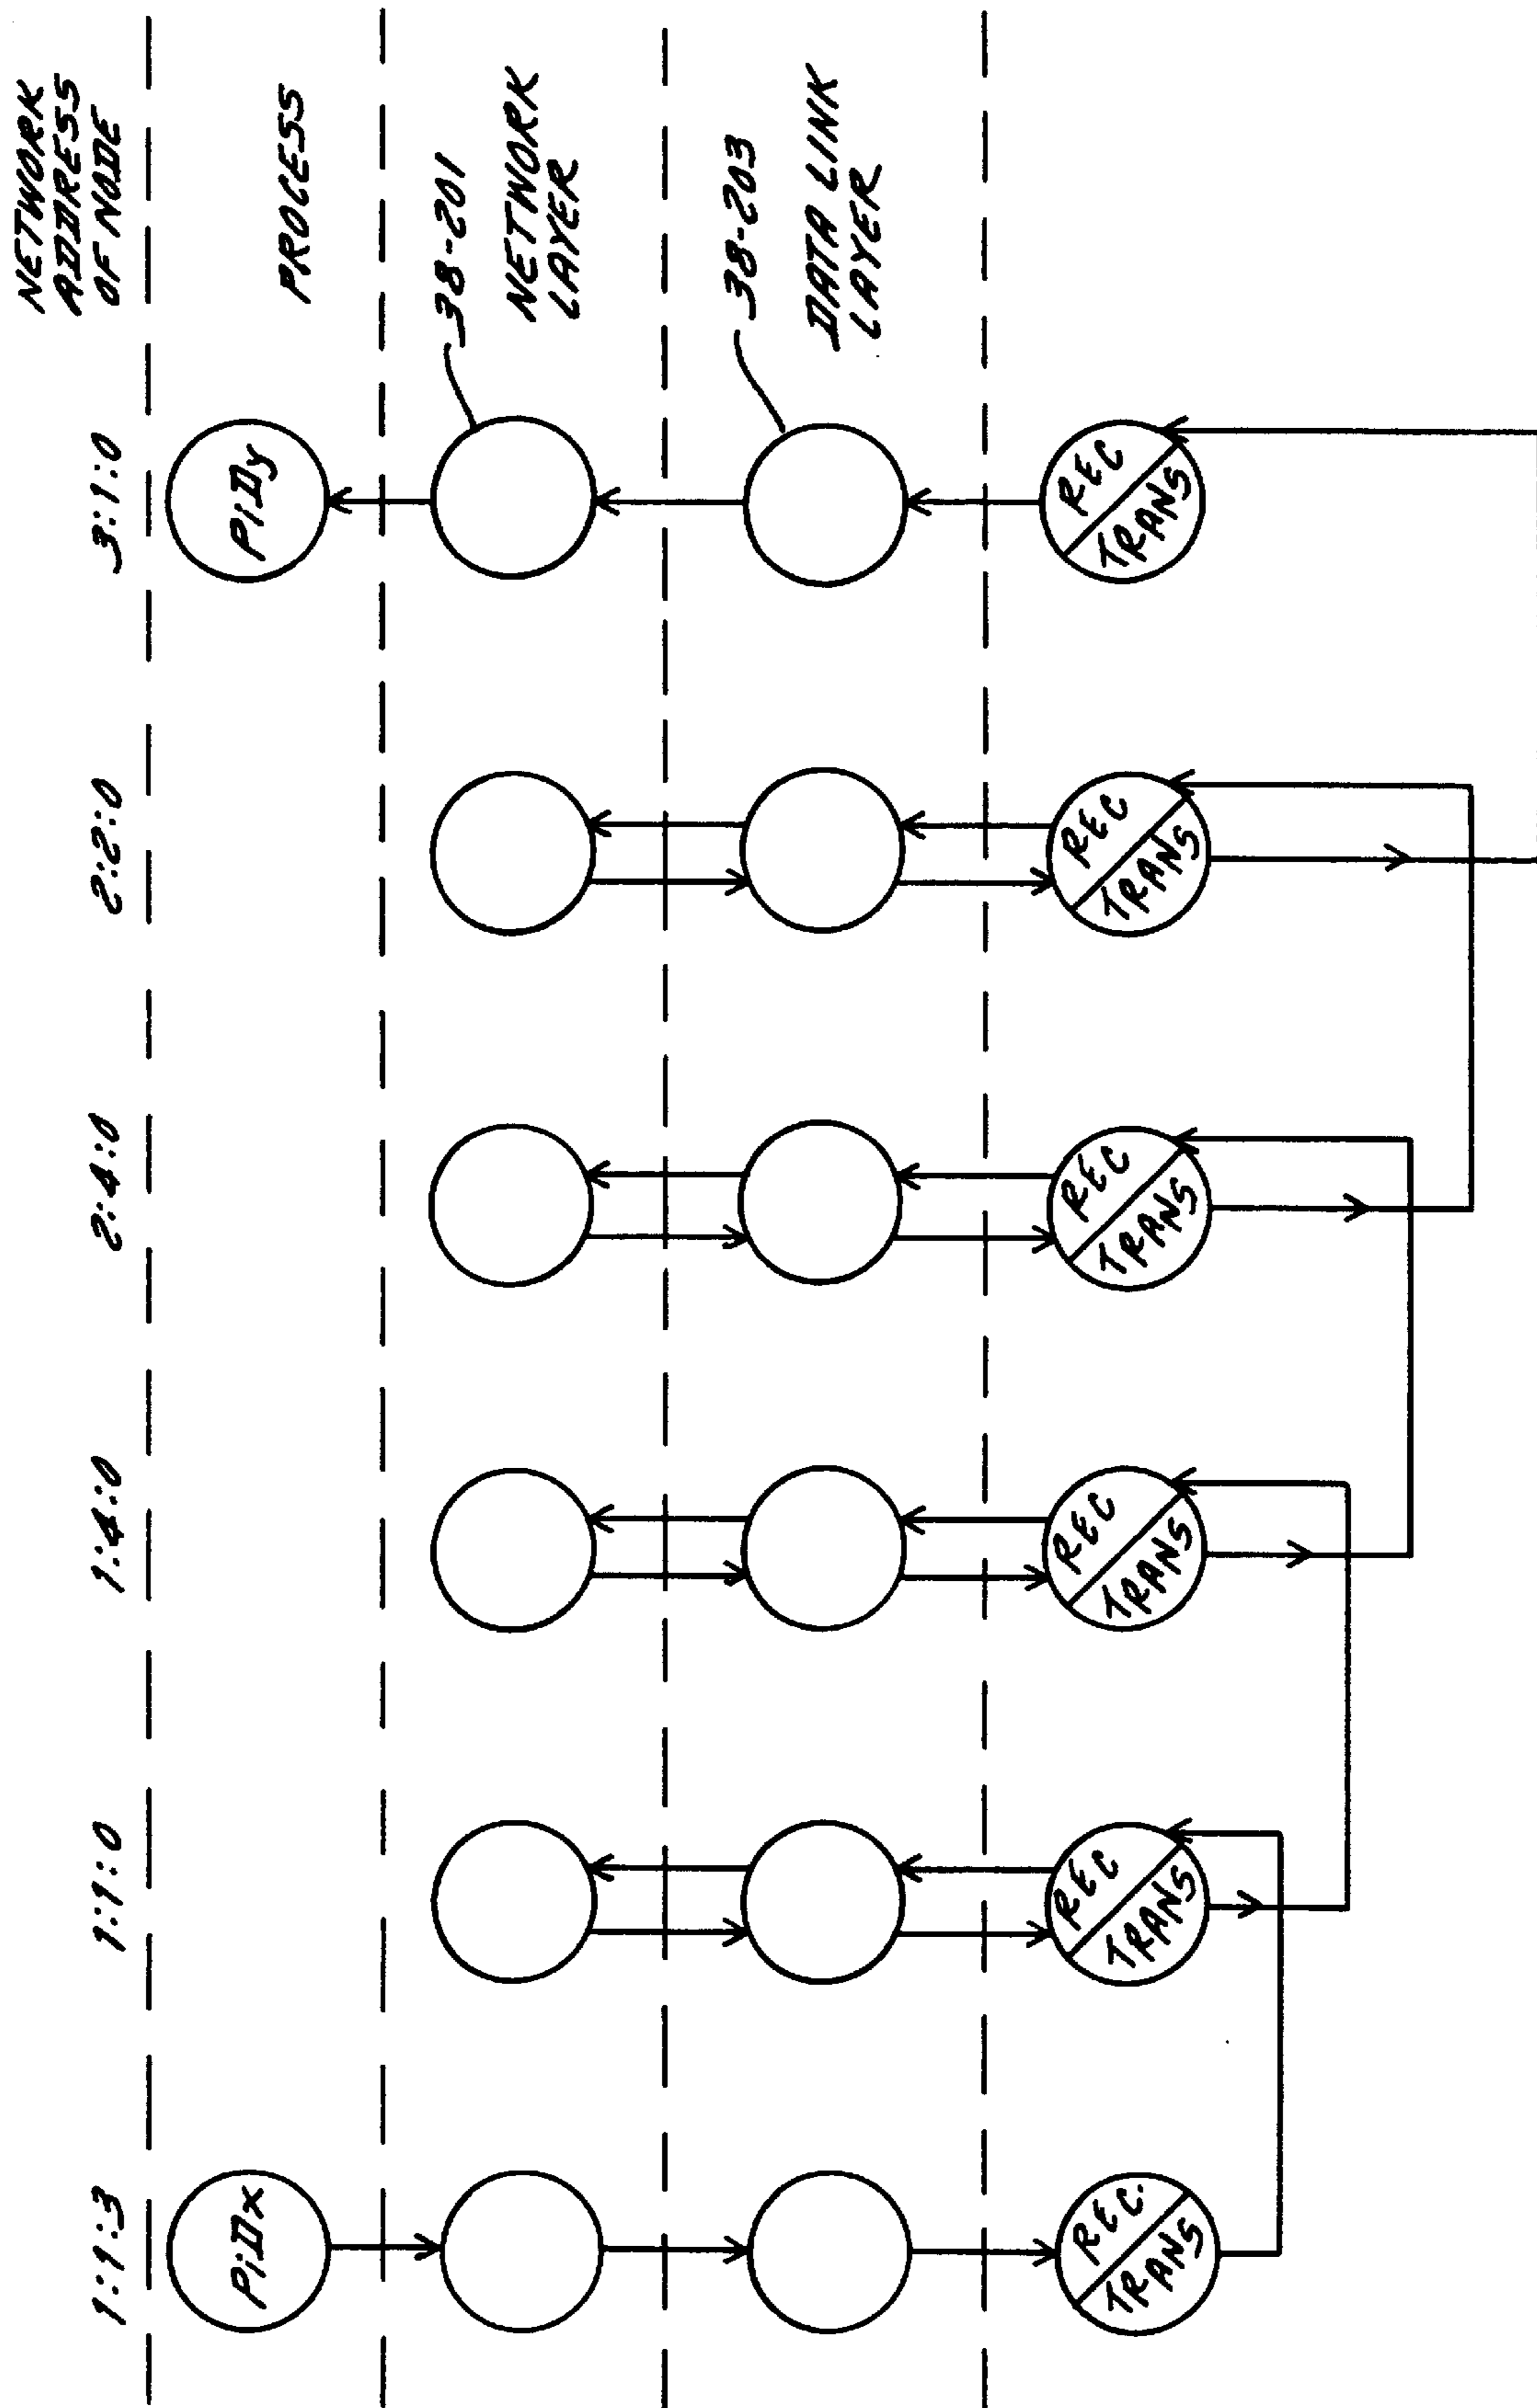 NETWORK
ADDRESS
OF NODE
1:1:3
1:1:0
1:4:0
2:4:0
2:2:0
3:1:0
PiDx
PiDy
PROCESS
38-201
NETWORK
LAYER
38-203
DATA LINK
LAYER
REC.
TRANS
REC
TRANS
REC
TRANS
REC
TRANS
REC
TRANS
REC
TRANS